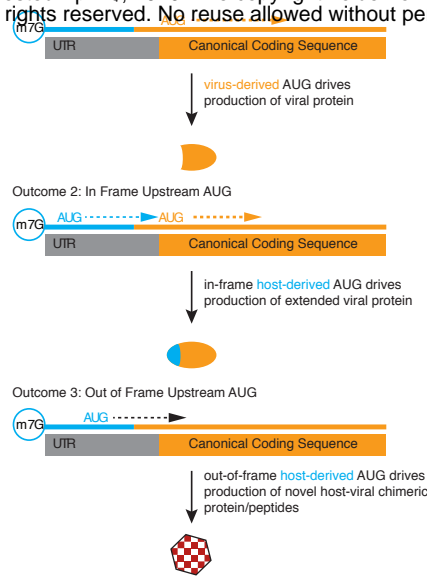 rights reserved. No reuse allowed without pe
m7G
AUG
UTR Canonical Coding Sequence
virus-derived AUG drives
production of viral protein
Outcome 2: In Frame Upstream AUG
m7G AUG AUG
UTR Canonical Coding Sequence
in-frame host-derived AUG drives
production of extended viral protein
Outcome 3: Out of Frame Upstream AUG
m7G AUG
UTR Canonical Coding Sequence
out-of-frame host-derived AUG drives
production of novel host-viral chimeric
protein/peptides